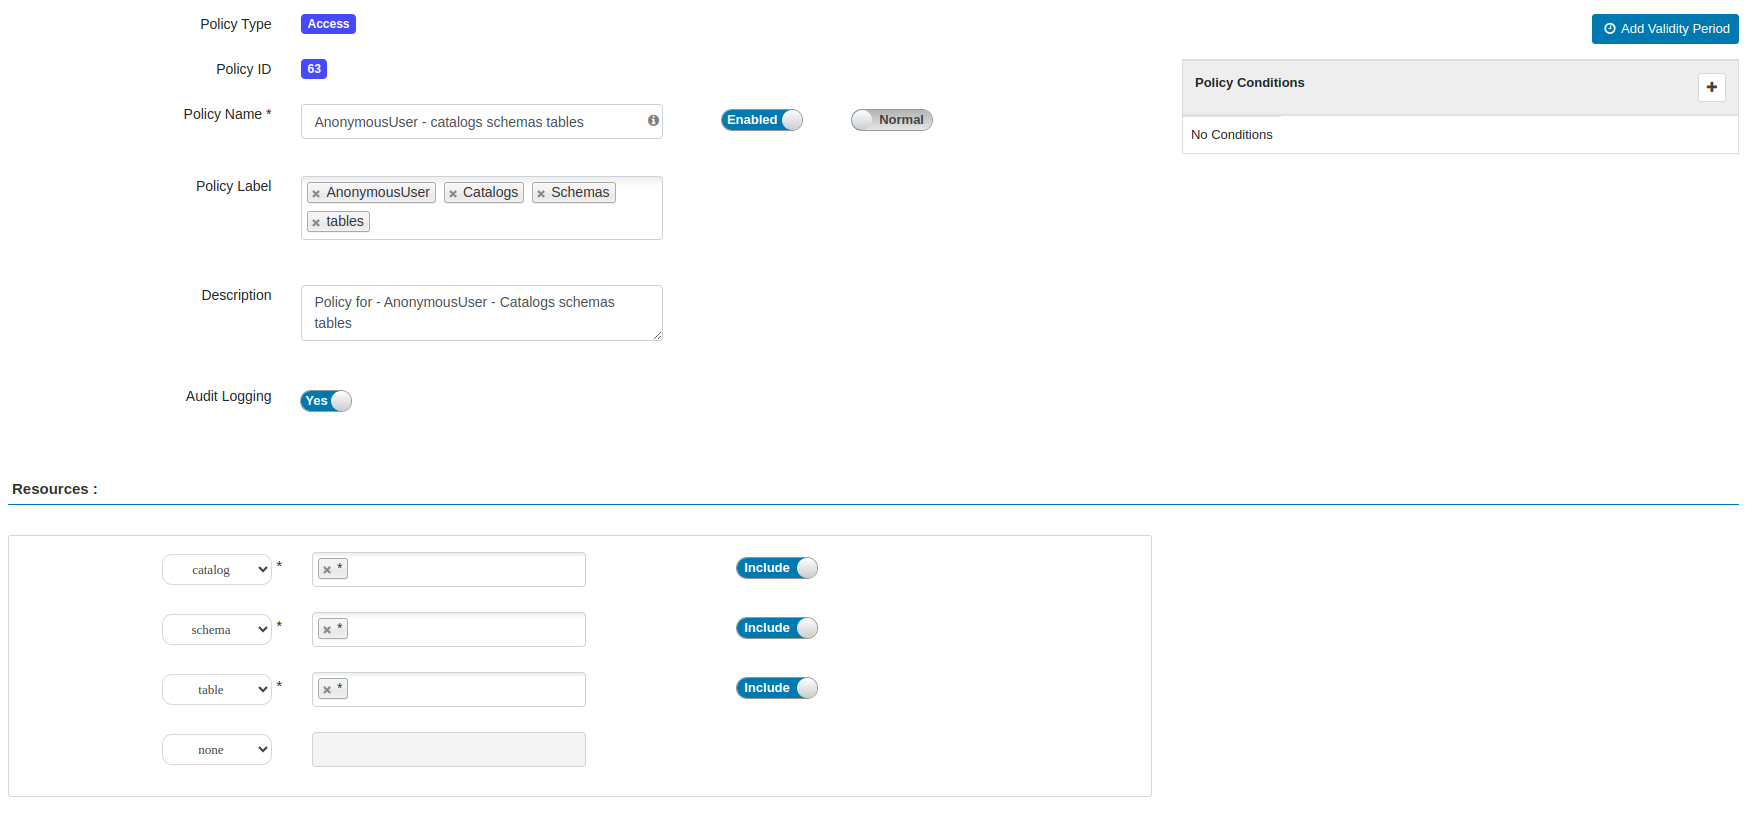 Policy Type Access
Add Validity Period
Policy ID 63
Policy Conditions
Policy Name * AnonymousUser - catalogs schemas tables Enabled Normal
No Conditions
Policy Label AnonymousUser Catalogs Schemas
tables
Description Policy for - AnonymousUser - Catalogs schemas
tables
Audit Logging Yes
Resources :
catalog * * Include
schema * * Include
table * * Include
none